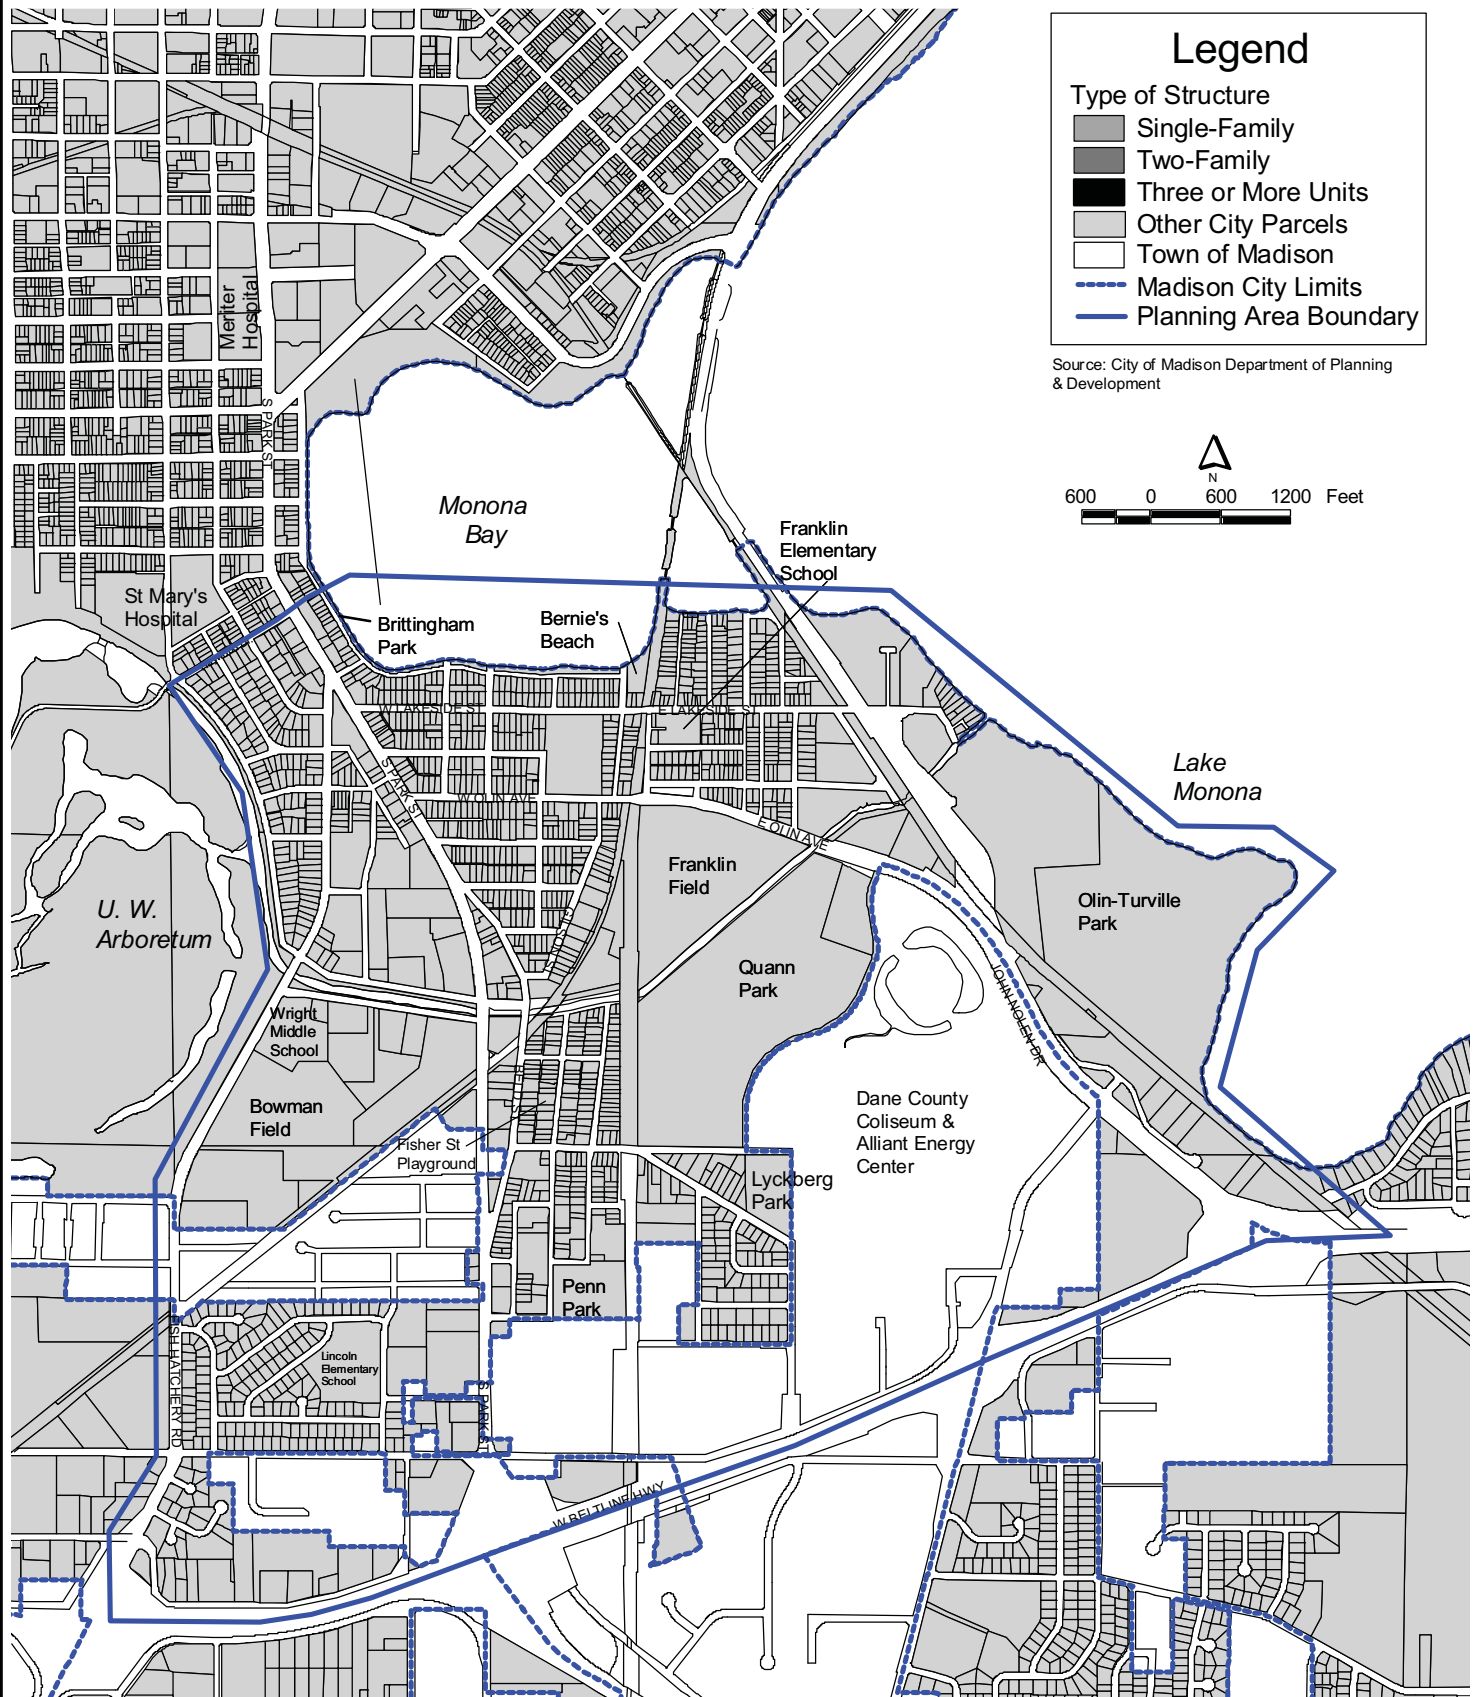 Legend
Type of Structure
Single-Family
Two-Family
Three or More Units
Other City Parcels
Town of Madison
Madison City Limits
Planning Area Boundary
Source: City of Madison Department of Planning
& Development
N
600 0 600 1200 Feet
Meriter
Hospital
S PARK ST
Monona
Bay
Franklin
Elementary
School
St Mary's
Hospital
Brittingham
Park
Bernie's
Beach
W LAKESIDE ST
E LAKESIDE ST
S PARK ST
W OLIN AVE
E OLIN AVE
Lake
Monona
Franklin
Field
Olin-Turville
Park
U. W.
Arboretum
GILSON ST
Quann
Park
JOHN NOLEN DR
Wright
Middle
School
BELD ST
Bowman
Field
Fisher St
Playground
Dane County
Coliseum &
Alliant Energy
Center
Lyckberg
Park
Penn
Park
FISH HATCHERY RD
Lincoln
Elementary
School
S PARK ST
W BELTLINE HWY